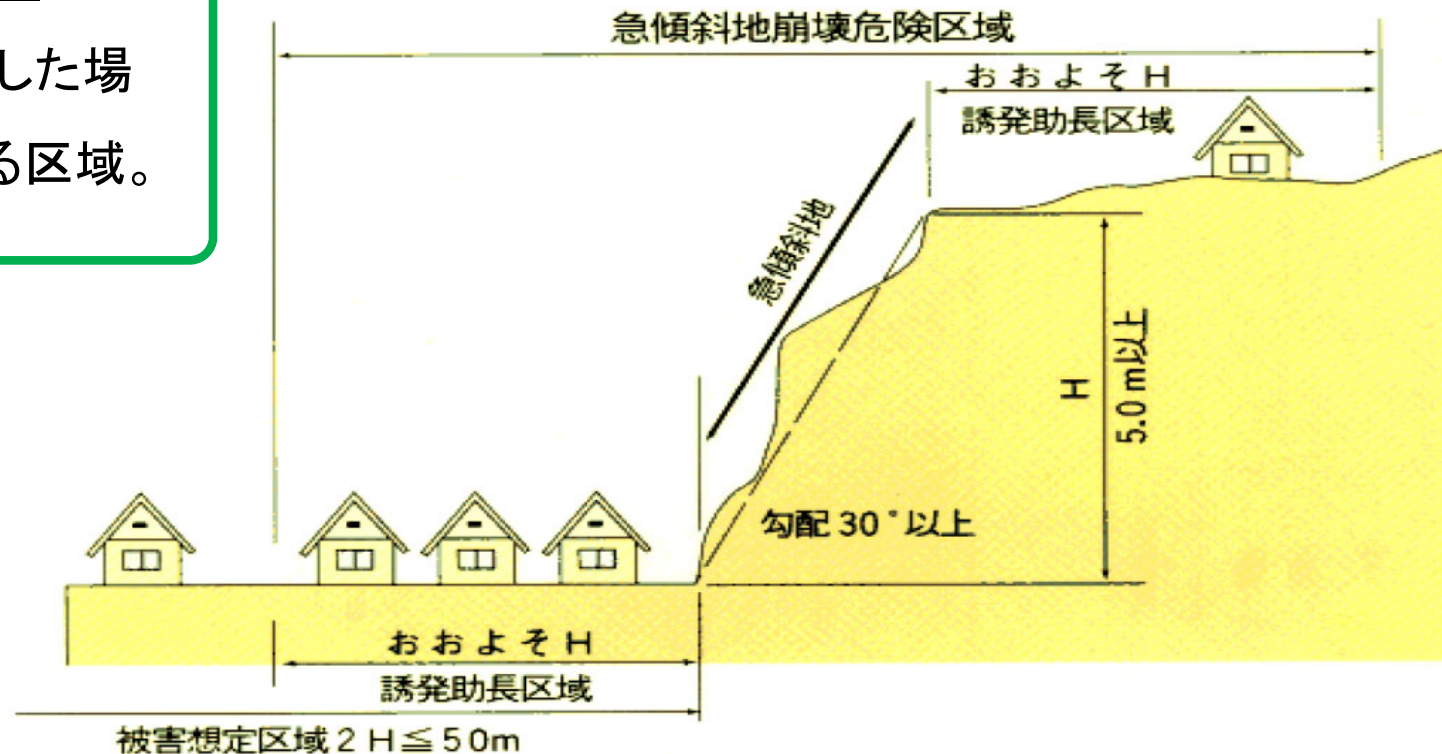 した場
る区域。
急傾斜地崩壊危険区域
おおよそH
誘発助長区域
急傾斜地
H
5.0m以上
勾配30°以上
おおよそH
誘発助長区域
被害想定区域2H≦50m